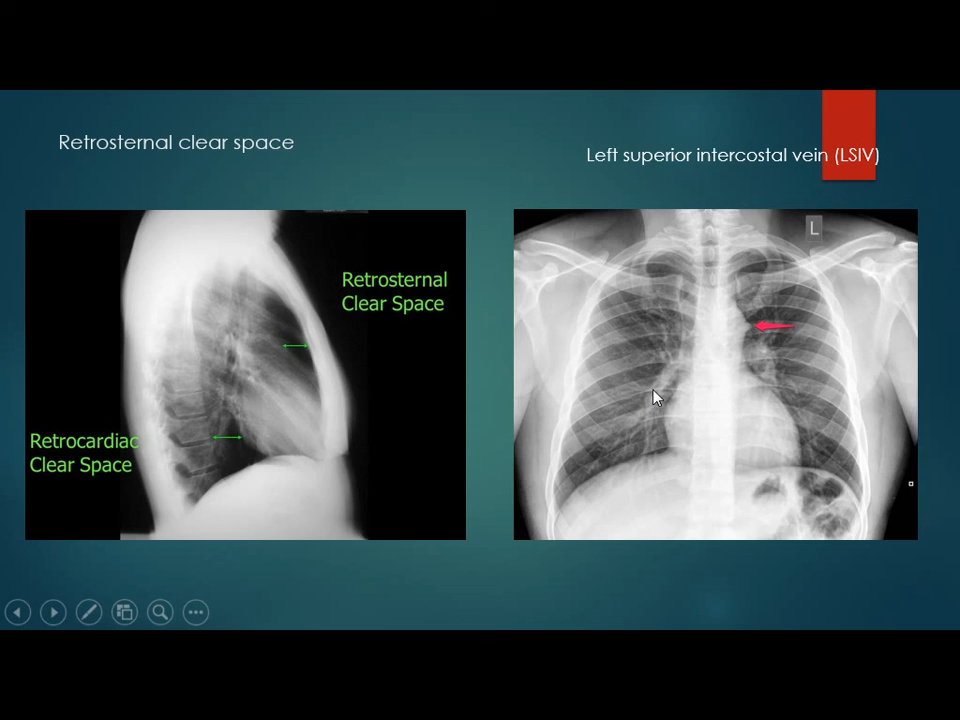 Retrosternal clear space
Left superior intercostal vein (LSIV)
Retrosternal
Clear Space
Retrocardiac
Clear Space
L